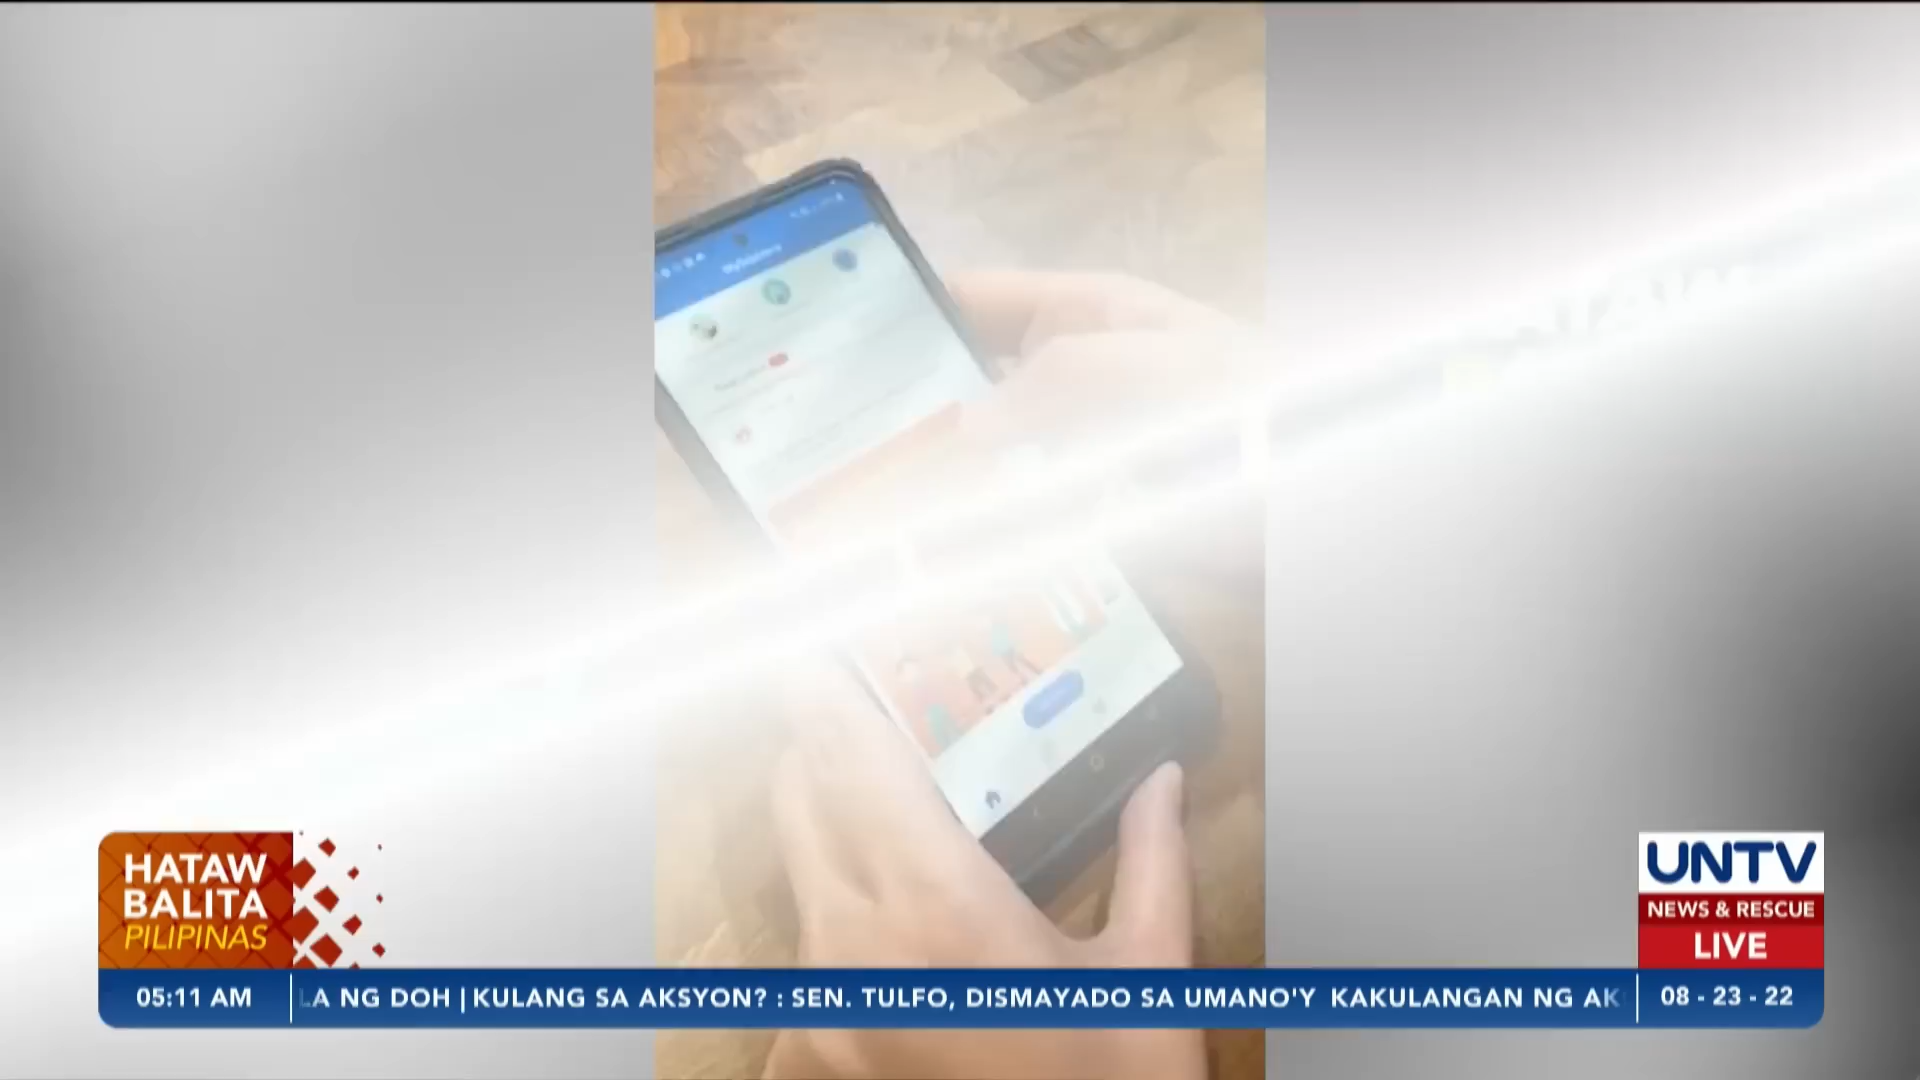 HATAW
BALITA
PILIPINAS
UNTV
NEWS & RESCUE
LIVE
05:11 AM
LA NG DOH | KULANG SA AKSYON? : SEN. TULFO, DISMAYADO SA UMANO'Y KAKULANGAN NG AK
08 - 23 - 22